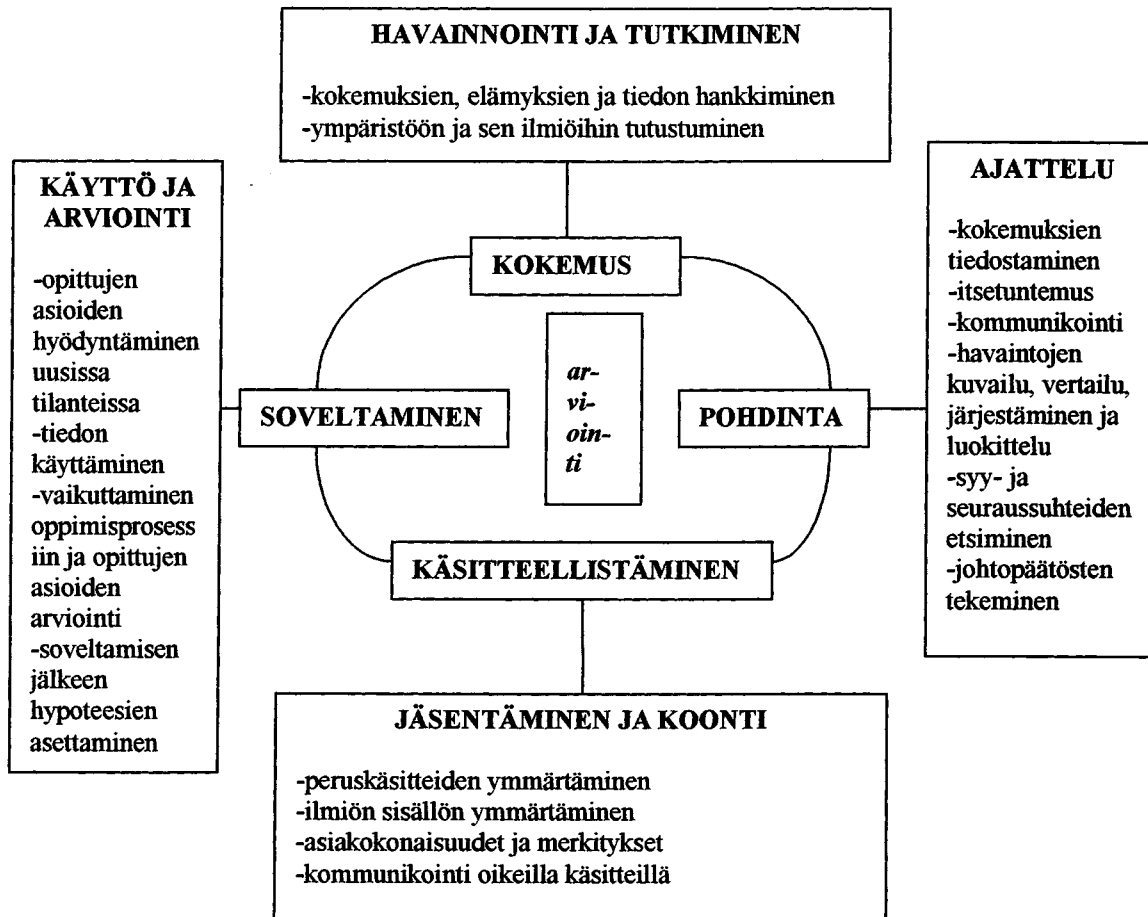 HAVAINNOINTI JA TUTKIMINEN
-kokemuksien, elämyksien ja tiedon hankkiminen
-ympäristöön ja sen ilmiöihin tutustuminen
KÄYTTÖ JA
ARVIOINTI
-opittujen
asioiden
hyödyntäminen
uusissa
tilanteissa
-tiedon
käyttäminen
-vaikuttaminen
oppimisprosess
iin ja opittujen
asioiden
arviointi
-soveltamisen
jälkeen
hypoteesien
asettaminen
KOKEMUS
SOVELTAMINEN
ar-
vi-
oin-
ti
POHDINTA
KÄSITTEELLISTÄMINEN
AJATTELU
-kokemuksien
tiedostaminen
-itsetuntemus
-kommunikointi
-havaintojen
kuvailu, vertailu,
järjestäminen ja
luokittelu
-syy- ja
seuraussuhteiden
etsiminen
-johtopäätösten
tekeminen
JÄSENTÄMINEN JA KOONTI
-peruskäsitteiden ymmärtäminen
-ilmiön sisällön ymmärtäminen
-asiakokonaisuudet ja merkitykset
-kommunikointi oikeilla käsitteillä